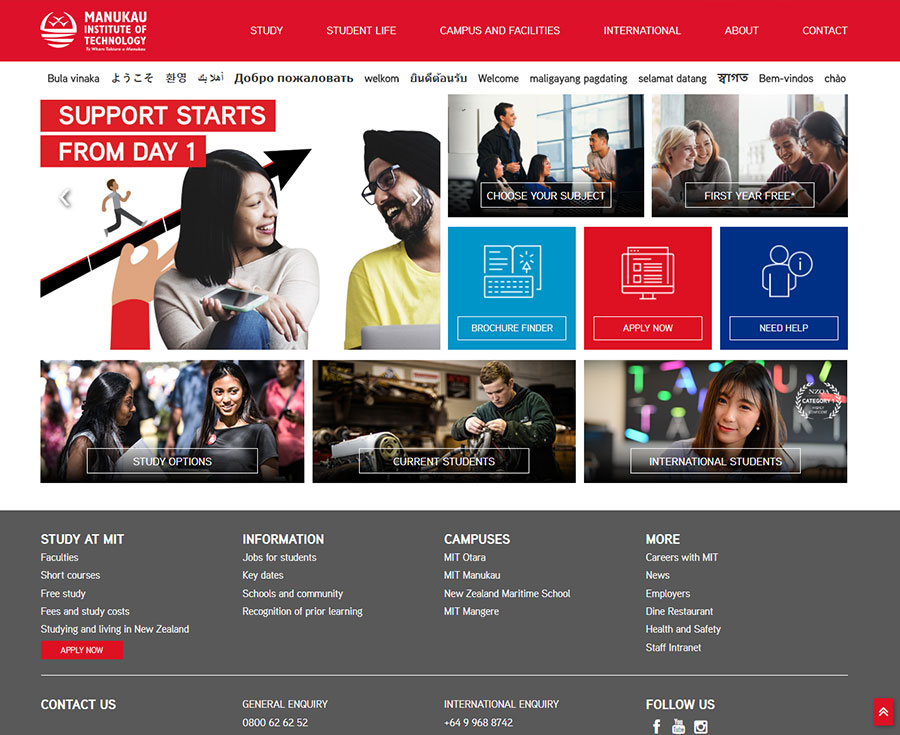 MANUKAU
INSTITUTE OF
TECHNOLOGY
Te Whare Takiura o Manukau
STUDY STUDENT LIFE CAMPUS AND FACILITIES INTERNATIONAL ABOUT CONTACT
Bula vinaka ようこそ 환영 Добро пожаловать welkom ยินดีต้อนรับ Welcome maligayang pagdating selamat datang স্বাগত Bem-vindos chào
SUPPORT STARTS
FROM DAY 1
CHOOSE YOUR SUBJECT
FIRST YEAR FREE*
BROCHURE FINDER
APPLY NOW
NEED HELP
STUDY OPTIONS
CURRENT STUDENTS
INTERNATIONAL STUDENTS
NZQA
CATEGORY 1
STUDY AT MIT
Faculties
Short courses
Free study
Fees and study costs
Studying and living in New Zealand
APPLY NOW
INFORMATION
Jobs for students
Key dates
Schools and community
Recognition of prior learning
CAMPUSES
MIT Otara
MIT Manukau
New Zealand Maritime School
MIT Mangere
MORE
Careers with MIT
News
Employers
Dine Restaurant
Health and Safety
Staff Intranet
CONTACT US
GENERAL ENQUIRY
0800 62 62 52
INTERNATIONAL ENQUIRY
+64 9 968 8742
FOLLOW US
You
Tube